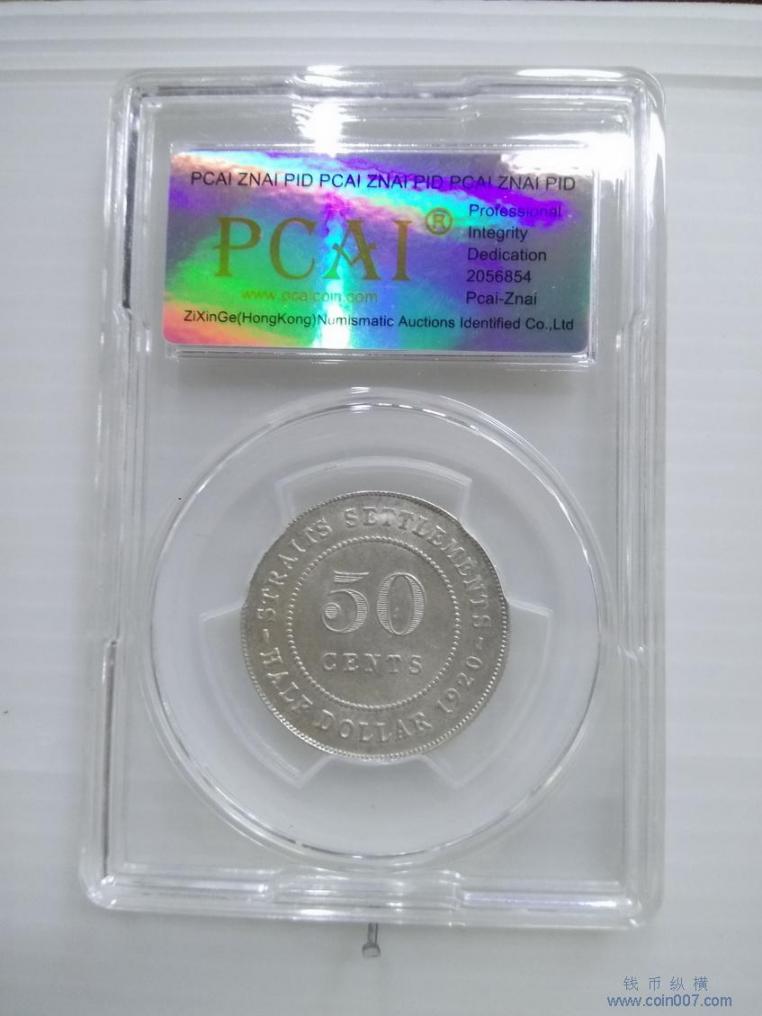 PCAI ZNAI PID PCAI ZNAI PID PCAI ZNAI PID
PCAI®
www.pcaicoin.com
Professional
Integrity
Dedication
2056854
Pcai-Znai
ZiXinGe(HongKong)Numismatic Auctions Identified Co.,Ltd
STRAITS SETTLEMENTS
50
CENTS
HALF DOLLAR 1920
钱币纵横
www.coin007.com